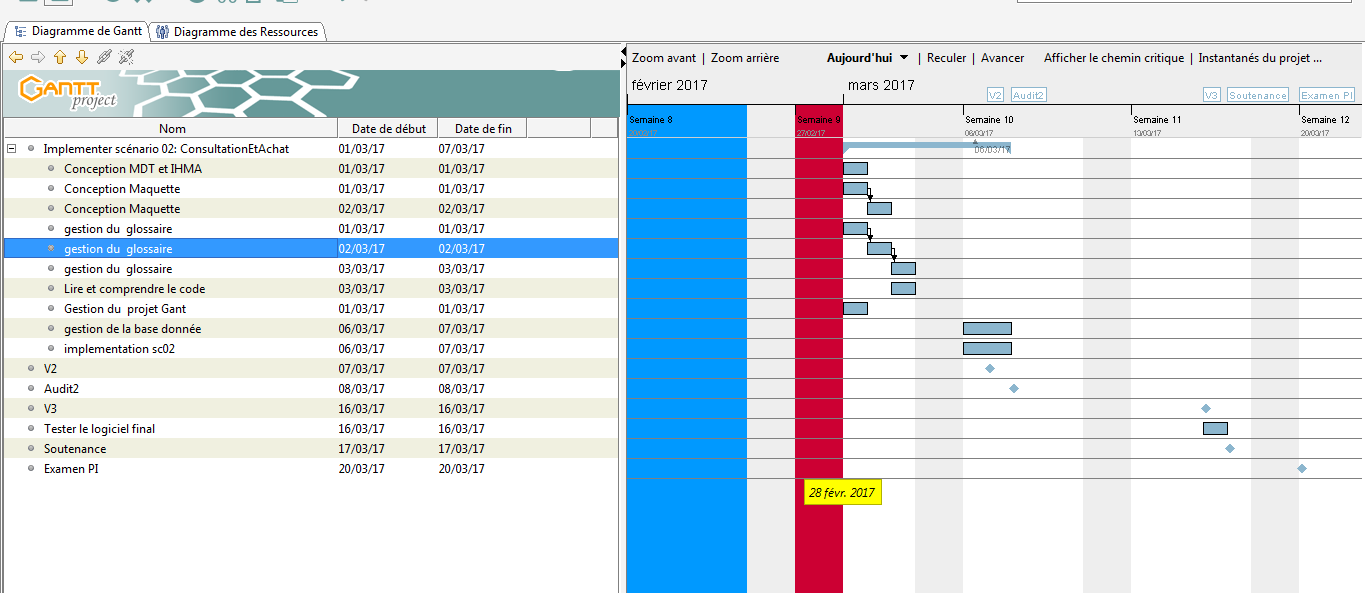 Diagramme de Gantt Diagramme des Ressources
Zoom avant | Zoom arrière Aujourd'hui | Reculer | Avancer Afficher le chemin critique | Instantanés du projet ...
GANTT
project
février 2017 mars 2017
V2 Audit2 V3 Soutenance Examen PI
Semaine 8 Semaine 9 Semaine 10 Semaine 11 Semaine 12
27/02/17 06/03/17 13/03/17 20/03/17
Nom Date de début Date de fin
Implementer scénario 02: ConsultationEtAchat 01/03/17 07/03/17 06/03/17
Conception MDT et IHMA 01/03/17 01/03/17
Conception Maquette 01/03/17 01/03/17
Conception Maquette 02/03/17 02/03/17
gestion du glossaire 01/03/17 01/03/17
gestion du glossaire 02/03/17 02/03/17
gestion du glossaire 03/03/17 03/03/17
Lire et comprendre le code 03/03/17 03/03/17
Gestion du projet Gant 01/03/17 01/03/17
gestion de la base donnée 06/03/17 07/03/17
implementation sc02 06/03/17 07/03/17
V2 07/03/17 07/03/17
Audit2 08/03/17 08/03/17
V3 16/03/17 16/03/17
Tester le logiciel final 16/03/17 16/03/17
Soutenance 17/03/17 17/03/17
Examen PI 20/03/17 20/03/17
28 févr. 2017